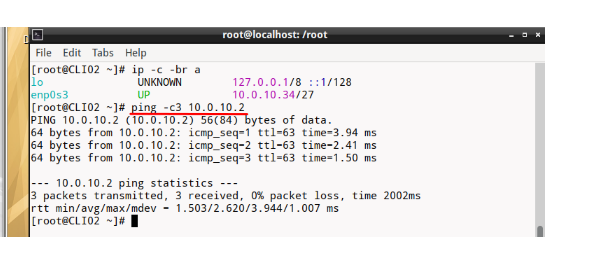 root@localhost: /root
File Edit Tabs Help
[root@CLI02 ~]# ip -c -br a
lo UNKNOWN 127.0.0.1/8 ::1/128
enp0s3 UP 10.0.10.34/27
[root@CLI02 ~]# ping -c3 10.0.10.2
PING 10.0.10.2 (10.0.10.2) 56(84) bytes of data.
64 bytes from 10.0.10.2: icmp_seq=1 ttl=63 time=3.94 ms
64 bytes from 10.0.10.2: icmp_seq=2 ttl=63 time=2.41 ms
64 bytes from 10.0.10.2: icmp_seq=3 ttl=63 time=1.50 ms
--- 10.0.10.2 ping statistics ---
3 packets transmitted, 3 received, 0% packet loss, time 2002ms
rtt min/avg/max/mdev = 1.503/2.620/3.944/1.007 ms
[root@CLI02 ~]#